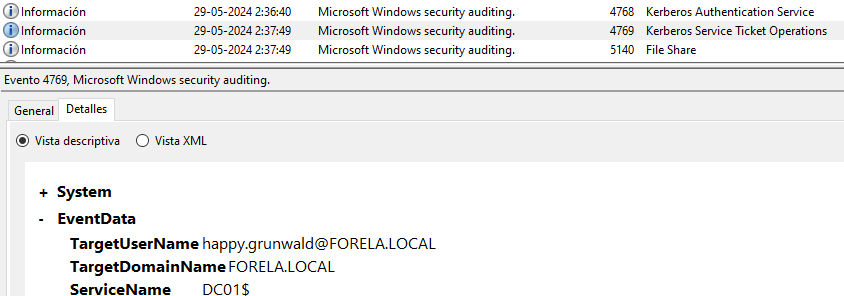 Información 29-05-2024 2:36:40 Microsoft Windows security auditing. 4768 Kerberos Authentication Service
Información 29-05-2024 2:37:49 Microsoft Windows security auditing. 4769 Kerberos Service Ticket Operations
Información 29-05-2024 2:37:49 Microsoft Windows security auditing. 5140 File Share
Evento 4769, Microsoft Windows security auditing.
General Detalles
Vista descriptiva Vista XML
+ System
- EventData
TargetUserName happy.grunwald@FORELA.LOCAL
TargetDomainName FORELA.LOCAL
ServiceName DC01$